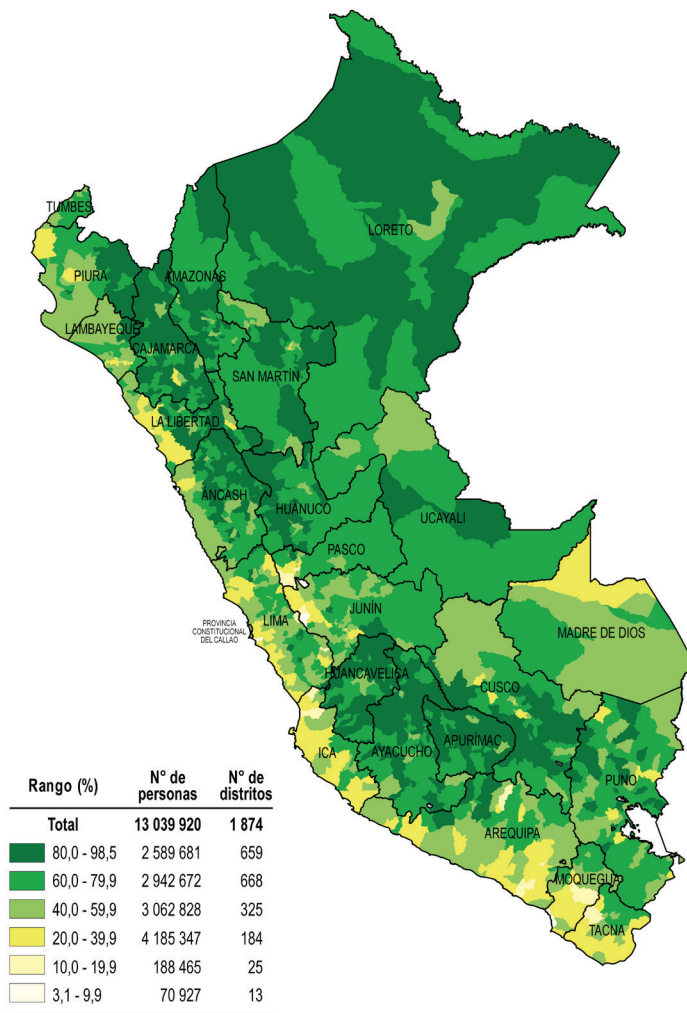 TUMBES
LORETO
PIURA
AMAZONAS
LAMBAYEQUE
CAJAMARCA
SAN MARTÍN
LA LIBERTAD
ANCASH
HUÁNUCO
UCAYALI
PASCO
PROVINCIA
CONSTITUCIONAL
DEL CALLAO
LIMA
JUNÍN
MADRE DE DIOS
HUANCAVELICA
CUSCO
ICA
AYACUCHO
APURÍMAC
PUNO
AREQUIPA
MOQUEGUA
TACNA
Rango (%) N° de personas N° de distritos
Total 13 039 920 1 874
80,0 - 98,5 2 589 681 659
60,0 - 79,9 2 942 672 668
40,0 - 59,9 3 062 828 325
20,0 - 39,9 4 185 347 184
10,0 - 19,9 188 465 25
3,1 - 9,9 70 927 13